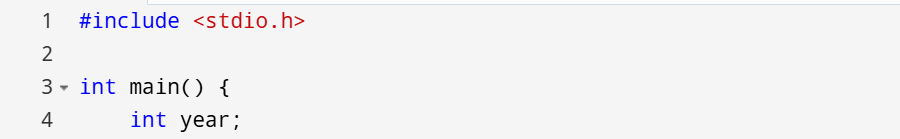 1 #include <stdio.h>
2
3 int main() {
4     int year;